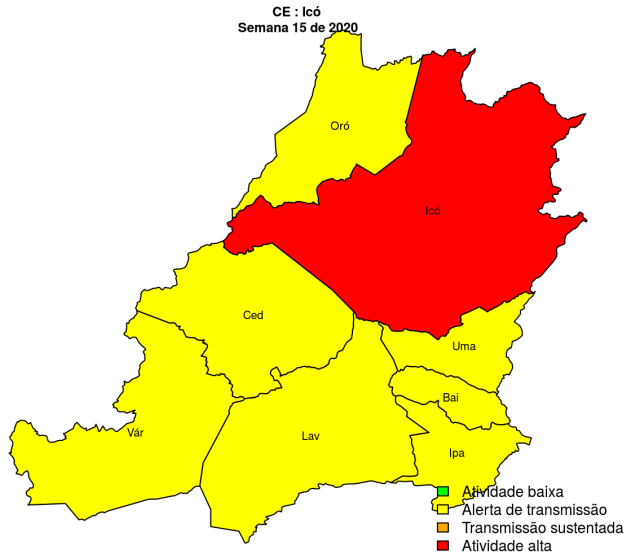 CE : Icó
Semana 15 de 2020
Oró
Icó
Ced
Uma
Bai
Vár
Lav
Ipa
Atividade baixa
Alerta de transmissão
Transmissão sustentada
Atividade alta